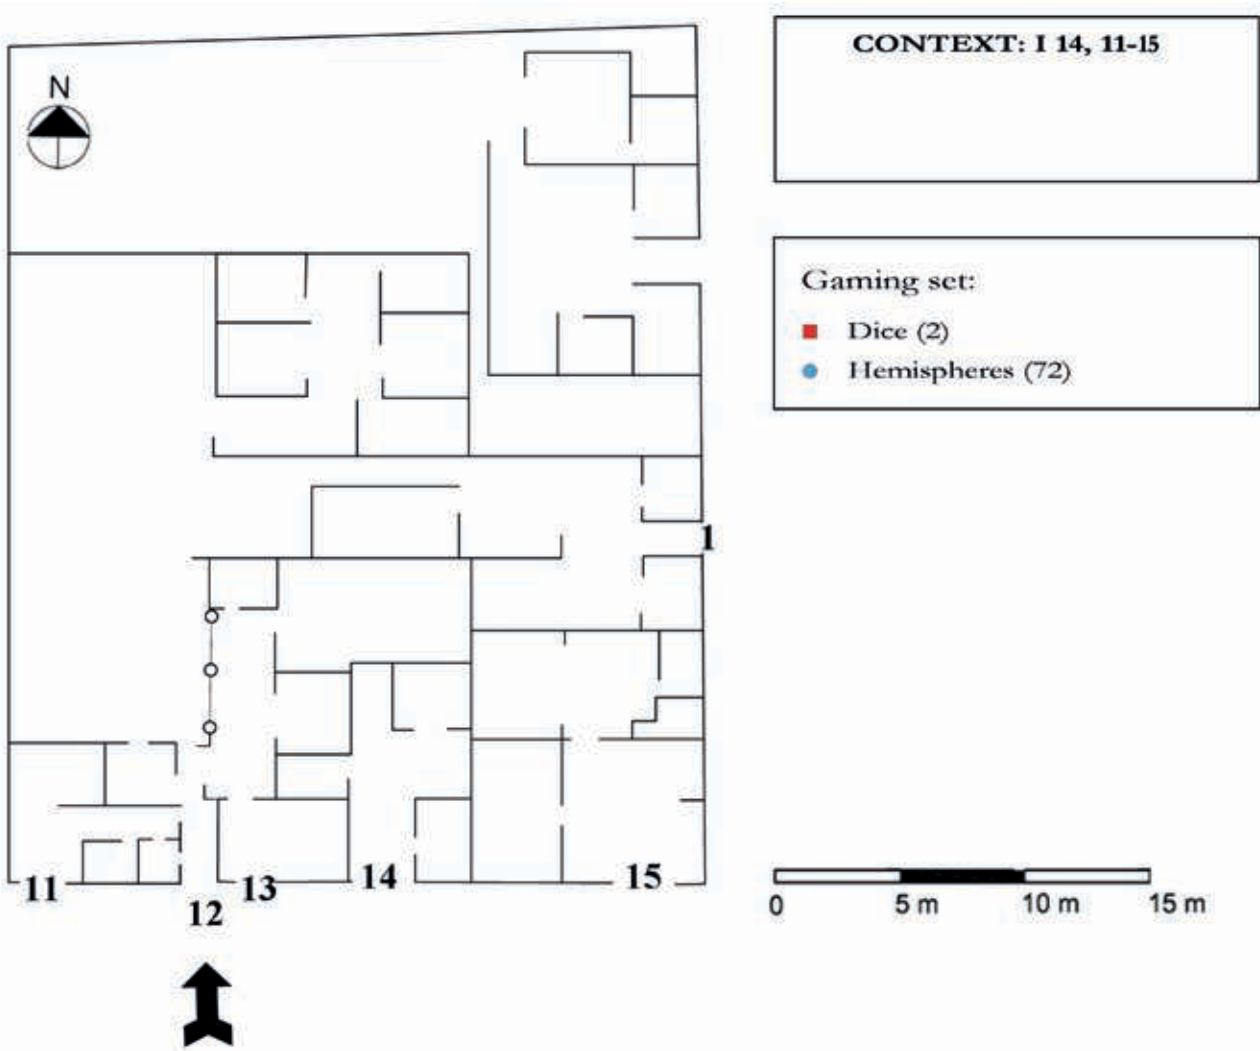 N
CONTEXT: I 14, 11-15
Gaming set:
Dice (2)
Hemispheres (72)
1
11
12
13
14
15
0
5 m
10 m
15 m